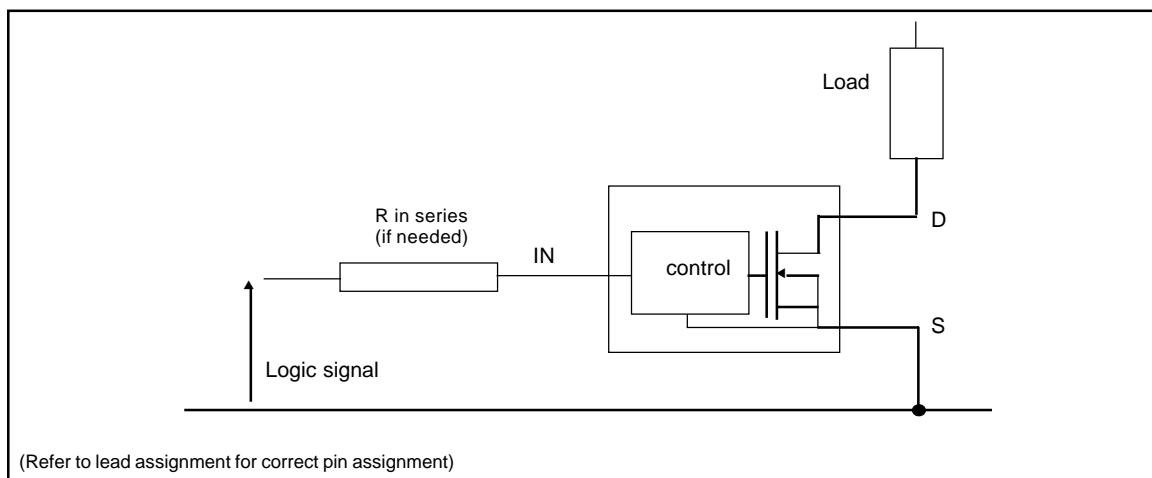 Load
R in series
(if needed)
IN
D
control
S
Logic signal
(Refer to lead assignment for correct pin assignment)